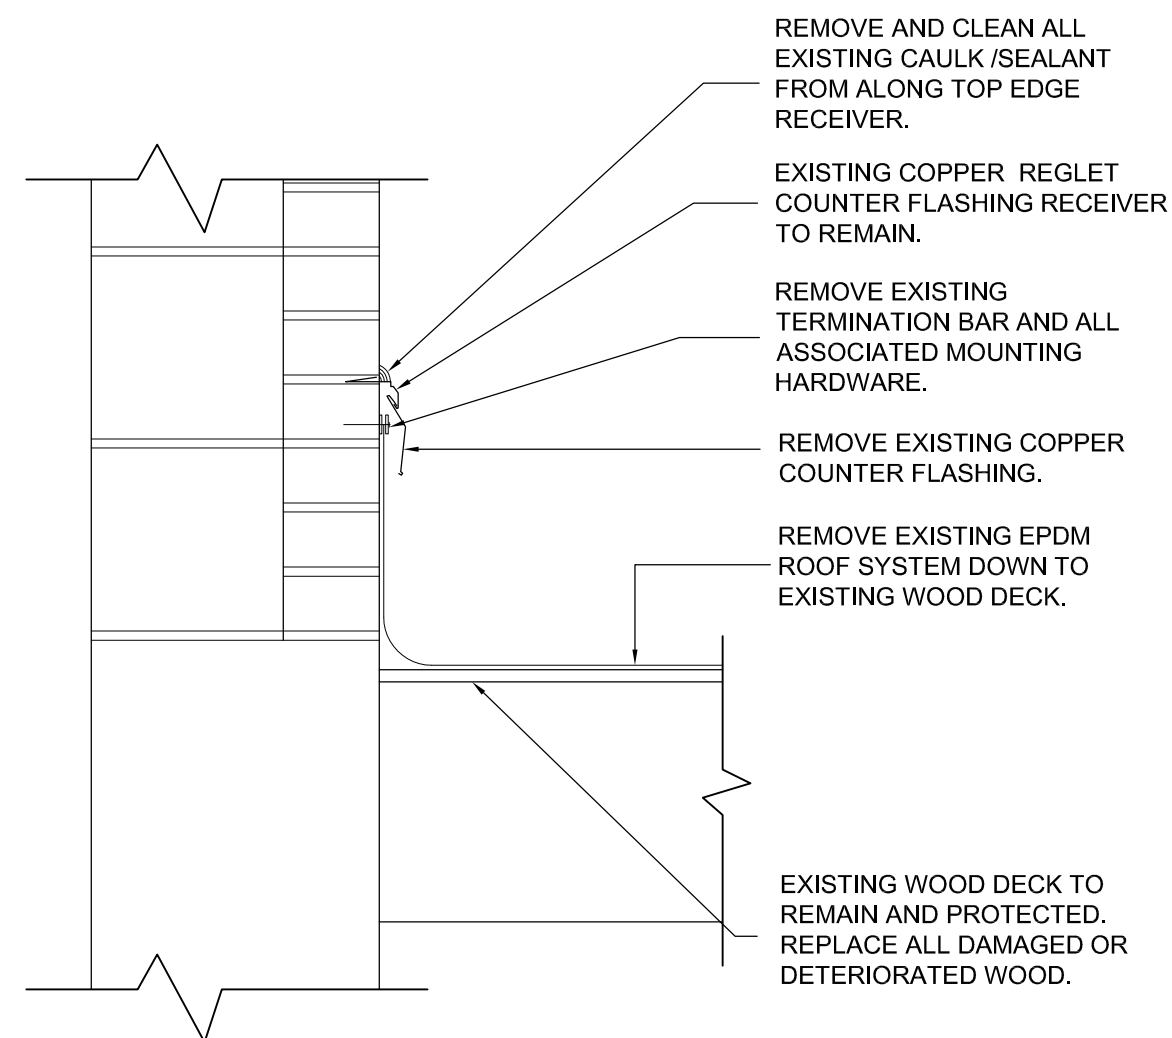 REMOVE AND CLEAN ALL
EXISTING CAULK /SEALANT
FROM ALONG TOP EDGE
RECEIVER.
EXISTING COPPER REGLET
COUNTER FLASHING RECEIVER
TO REMAIN.
REMOVE EXISTING
TERMINATION BAR AND ALL
ASSOCIATED MOUNTING
HARDWARE.
REMOVE EXISTING COPPER
COUNTER FLASHING.
REMOVE EXISTING EPDM
ROOF SYSTEM DOWN TO
EXISTING WOOD DECK.
EXISTING WOOD DECK TO
REMAIN AND PROTECTED.
REPLACE ALL DAMAGED OR
DETERIORATED WOOD.